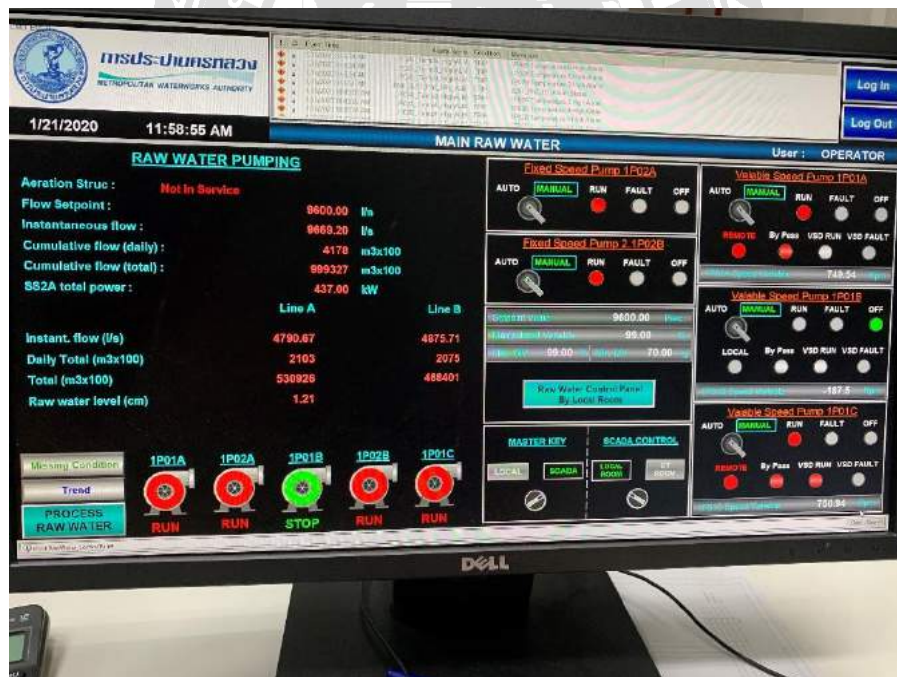 การประปานครหลวง
METROPOLITAN WATERWORKS AUTHORITY
Log In
Log Out
1/21/2020 11:58:55 AM
MAIN RAW WATER
User : OPERATOR
RAW WATER PUMPING
Aeration Struc : Not In Service
Flow Setpoint : 9600.00 l/s
Instantaneous flow : 9669.20 l/s
Cumulative flow (daily) : 4178 m3x100
Cumulative flow (total) : 999327 m3x100
SS2A total power : 437.00 kW
Line A Line B
Instant. flow (l/s) 4790.67 4875.71
Daily Total (m3x100) 2103 2075
Total (m3x100) 530926 468401
Raw water level (cm) 1.21
Missing Condition
Trend
PROCESS
RAW WATER
1P01A 1P02A 1P01B 1P02B 1P01C
RUN RUN STOP RUN RUN
Fixed Speed Pump 1P02A
AUTO MANUAL RUN FAULT OFF
Fixed Speed Pump 2 1P02B
AUTO MANUAL RUN FAULT OFF
9600.00
99.00
99.00 70.00
Raw Water Control Panel
By Local Room
MASTER KEY SCADA CONTROL
LOCAL SCADA LOCAL
ROOM
ROOM
Vaiable Speed Pump 1P01A
AUTO MANUAL RUN FAULT OFF
REMOTE By Pass VSD RUN VSD FAULT
749.54
Vaiable Speed Pump 1P01B
AUTO MANUAL RUN FAULT OFF
LOCAL By Pass VSD RUN VSD FAULT
-187.5
Vaiable Speed Pump 1P01C
AUTO MANUAL RUN FAULT OFF
REMOTE By Pass VSD RUN VSD FAULT
750.94
DELL